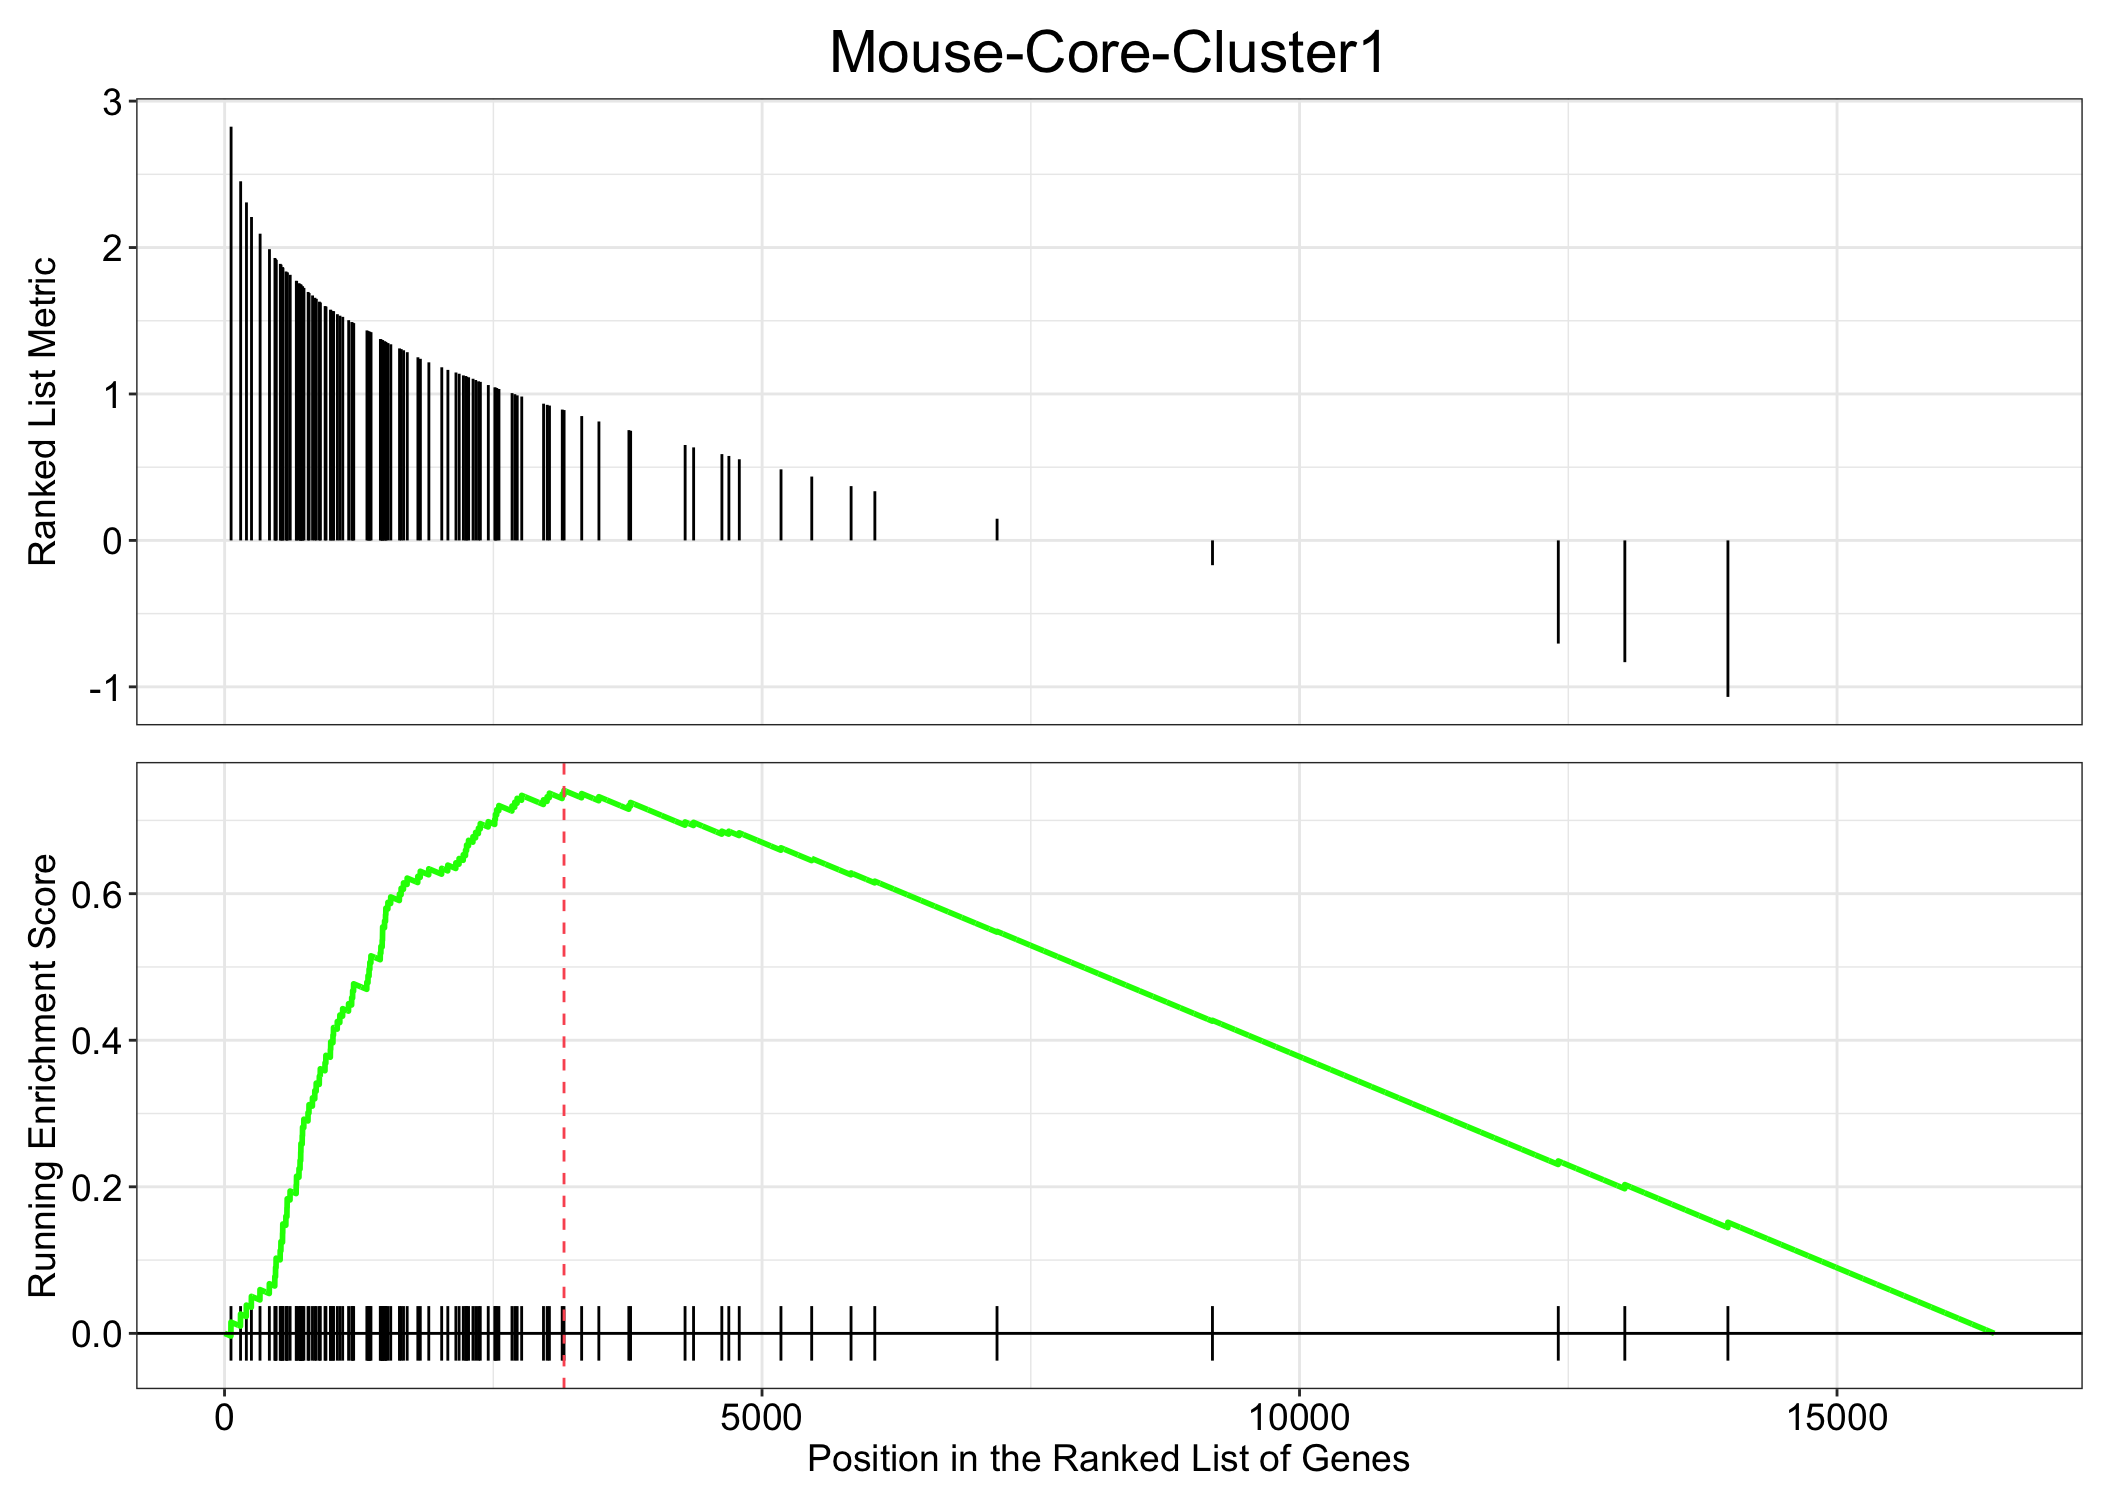 Mouse-Core-Cluster1
3
2
1
0
-1
Ranked List Metric
0.6
0.4
0.2
0.0
Running Enrichment Score
0 5000 10000 15000
Position in the Ranked List of Genes